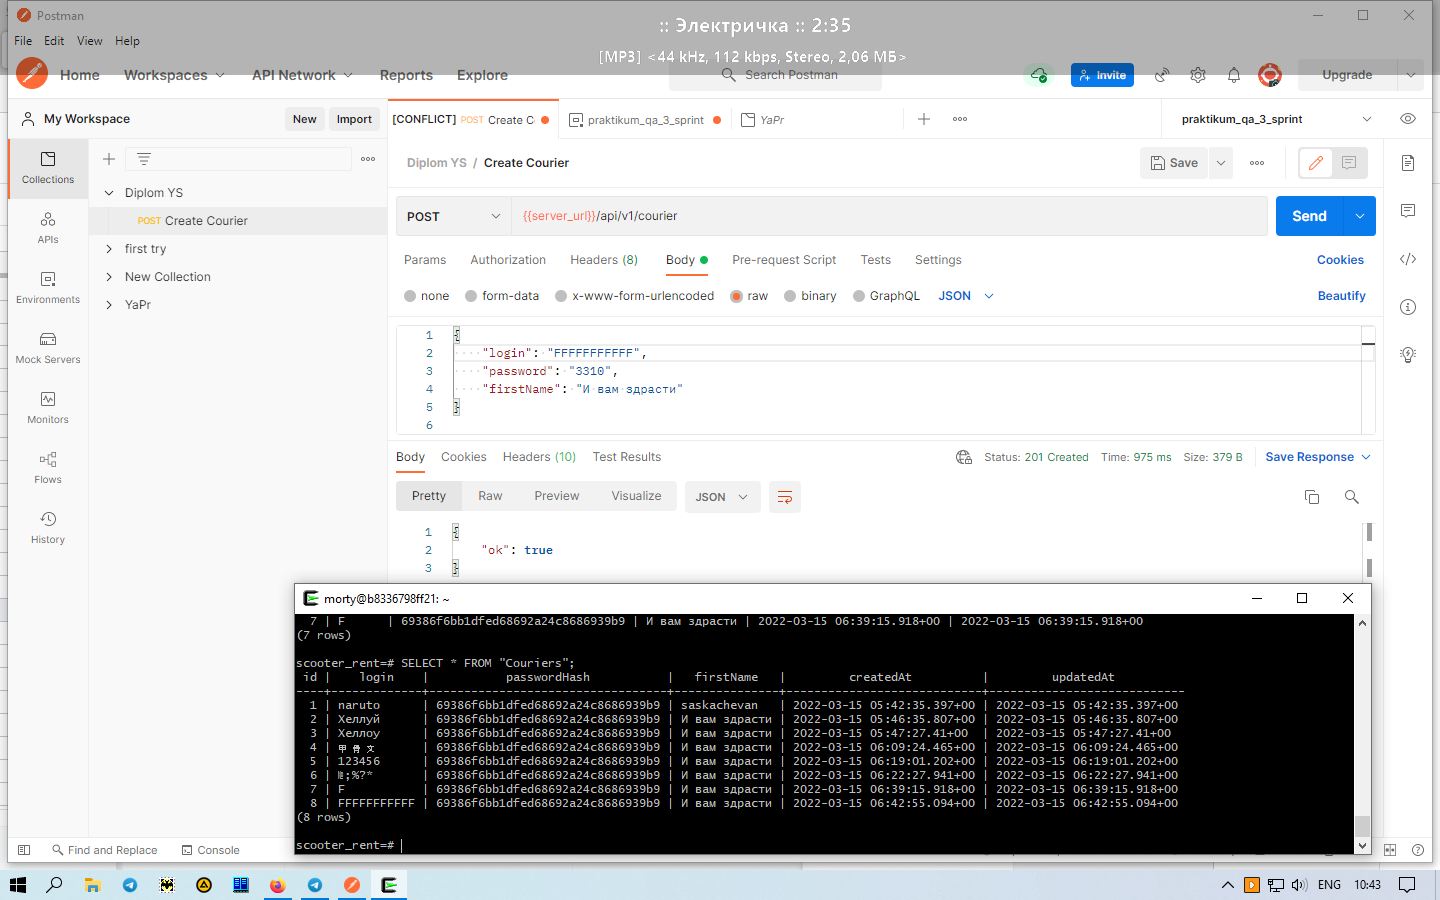 Postman
:: Электричка :: 2:35
File Edit View Help
[MP3] <44 kHz, 112 kbps, Stereo, 2,06 МБ>
Home Workspaces API Network Reports Explore Search Postman Invite Upgrade
My Workspace New Import [CONFLICT] POST Create C praktikum_qa_3_sprint YaPr praktikum_qa_3_sprint
Collections
APIs
Environments
Mock Servers
Monitors
Flows
History
Diplom YS
POST Create Courier
first try
New Collection
YaPr
Diplom YS / Create Courier Save
POST {{server_url}}/api/v1/courier Send
Params Authorization Headers (8) Body Pre-request Script Tests Settings Cookies
none form-data x-www-form-urlencoded raw binary GraphQL JSON Beautify
1 {
2 "login": "FFFFFFFFFFF",
3 "password": "3310",
4 "firstName": "И вам здрасти"
5 }
6
Body Cookies Headers (10) Test Results Status: 201 Created Time: 975 ms Size: 379 B Save Response
Pretty Raw Preview Visualize JSON
1 {
2 "ok": true
3 }
morty@b8336798ff21: ~
7 | F | 69386f6bb1dfed68692a24c8686939b9 | И вам здрасти | 2022-03-15 06:39:15.918+00 | 2022-03-15 06:39:15.918+00
(7 rows)
scooter_rent=# SELECT * FROM "Couriers";
id | login | passwordHash | firstName | createdAt | updatedAt
----+-------------+----------------------------------+---------------+----------------------------+----------------------------
1 | naruto | 69386f6bb1dfed68692a24c8686939b9 | saskachevan | 2022-03-15 05:42:35.397+00 | 2022-03-15 05:42:35.397+00
2 | Хеллуй | 69386f6bb1dfed68692a24c8686939b9 | И вам здрасти | 2022-03-15 05:46:35.807+00 | 2022-03-15 05:46:35.807+00
3 | Хеллоу | 69386f6bb1dfed68692a24c8686939b9 | И вам здрасти | 2022-03-15 05:47:27.41+00 | 2022-03-15 05:47:27.41+00
4 | 甲骨文 | 69386f6bb1dfed68692a24c8686939b9 | И вам здрасти | 2022-03-15 06:09:24.465+00 | 2022-03-15 06:09:24.465+00
5 | 123456 | 69386f6bb1dfed68692a24c8686939b9 | И вам здрасти | 2022-03-15 06:19:01.202+00 | 2022-03-15 06:19:01.202+00
6 | №;%?* | 69386f6bb1dfed68692a24c8686939b9 | И вам здрасти | 2022-03-15 06:22:27.941+00 | 2022-03-15 06:22:27.941+00
7 | F | 69386f6bb1dfed68692a24c8686939b9 | И вам здрасти | 2022-03-15 06:39:15.918+00 | 2022-03-15 06:39:15.918+00
8 | FFFFFFFFFFF | 69386f6bb1dfed68692a24c8686939b9 | И вам здрасти | 2022-03-15 06:42:55.094+00 | 2022-03-15 06:42:55.094+00
(8 rows)
scooter_rent=#
Find and Replace Console
ENG 10:43